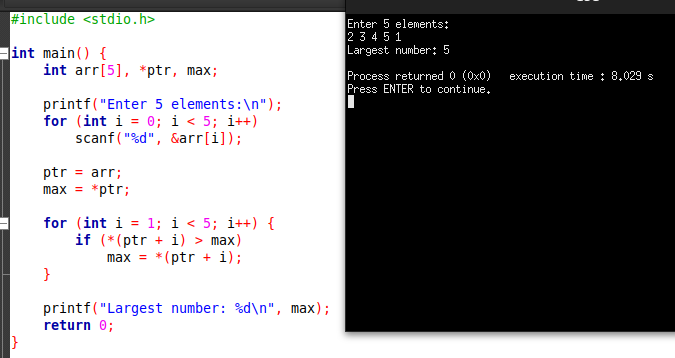 #include <stdio.h>
int main() {
int arr[5], *ptr, max;
printf("Enter 5 elements:\n");
for (int i = 0; i < 5; i++)
scanf("%d", &arr[i]);
ptr = arr;
max = *ptr;
for (int i = 1; i < 5; i++) {
if (*(ptr + i) > max)
max = *(ptr + i);
}
printf("Largest number: %d\n", max);
return 0;
}
Enter 5 elements:
2 3 4 5 1
Largest number: 5
Process returned 0 (0x0)   execution time : 8.029 s
Press ENTER to continue.